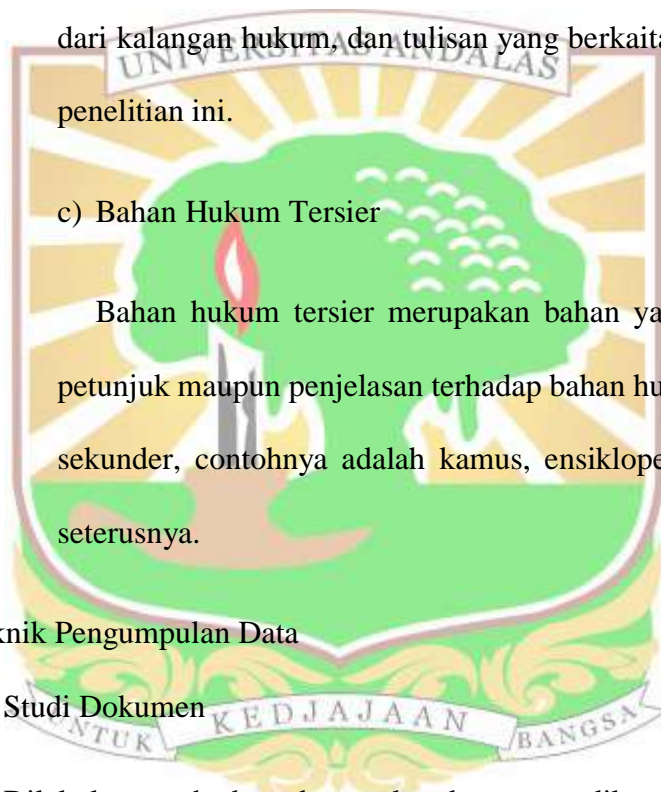 dari kalangan hukum, dan tulisan yang berkaita
UNIVERSITAS ANDALAS
penelitian ini.
c) Bahan Hukum Tersier
Bahan hukum tersier merupakan bahan ya
petunjuk maupun penjelasan terhadap bahan hu
sekunder, contohnya adalah kamus, ensiklope
seterusnya.
knik Pengumpulan Data
Studi Dokumen
UNTUK KEDJAJAAN BANGSA